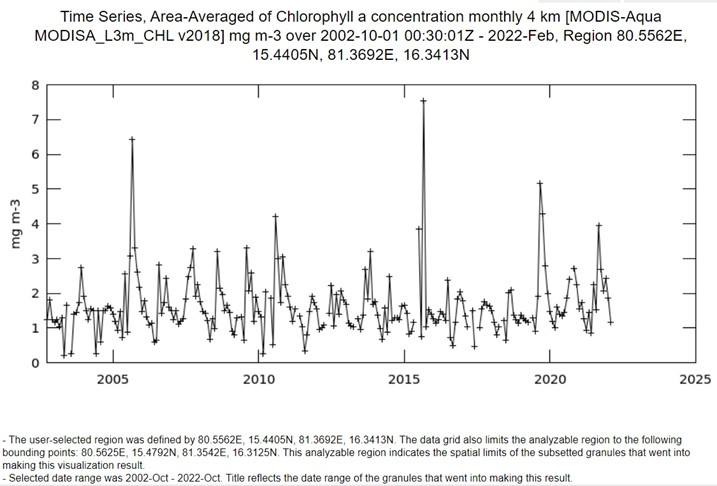 Time Series, Area-Averaged of Chlorophyll a concentration monthly 4 km [MODIS-Aqua
MODISA_L3m_CHL v2018] mg m-3 over 2002-10-01 00:30:01Z - 2022-Feb, Region 80.5562E,
15.4405N, 81.3692E, 16.3413N
8
7
6
5
4
3
2
1
0
mg m-3
2005 2010 2015 2020 2025
- The user-selected region was defined by 80.5562E, 15.4405N, 81.3692E, 16.3413N. The data grid also limits the analyzable region to the following
bounding points: 80.5625E, 15.4792N, 81.3542E, 16.3125N. This analyzable region indicates the spatial limits of the subsetted granules that went into
making this visualization result.
- Selected date range was 2002-Oct - 2022-Oct. Title reflects the date range of the granules that went into making this result.